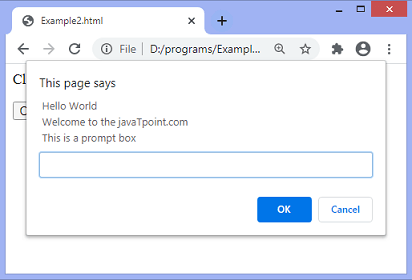 Example2.html
File D:/programs/Exampl...
Cl
This page says
Hello World
Welcome to the javaTpoint.com
This is a prompt box
OK Cancel